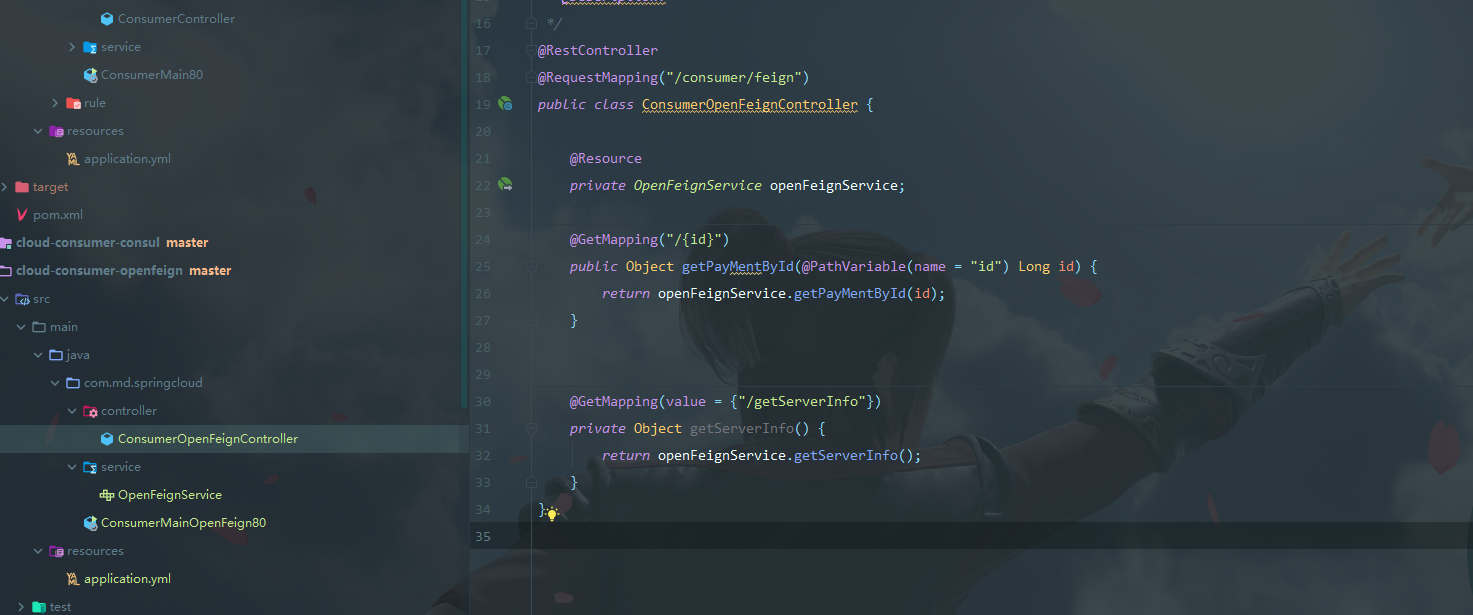 ConsumerController
service
ConsumerMain80
rule
resources
application.yml
target
pom.xml
cloud-consumer-consul master
cloud-consumer-openfeign master
src
main
java
com.md.springcloud
controller
ConsumerOpenFeignController
service
OpenFeignService
ConsumerMainOpenFeign80
resources
application.yml
test
16 */
17 @RestController
18 @RequestMapping("/consumer/feign")
19 public class ConsumerOpenFeignController {
20
21 @Resource
22 private OpenFeignService openFeignService;
23
24 @GetMapping("/{id}")
25 public Object getPayMentById(@PathVariable(name = "id") Long id) {
26 return openFeignService.getPayMentById(id);
27 }
28
29
30 @GetMapping(value = {"/getServerInfo"})
31 private Object getServerInfo() {
32 return openFeignService.getServerInfo();
33 }
34 }
35